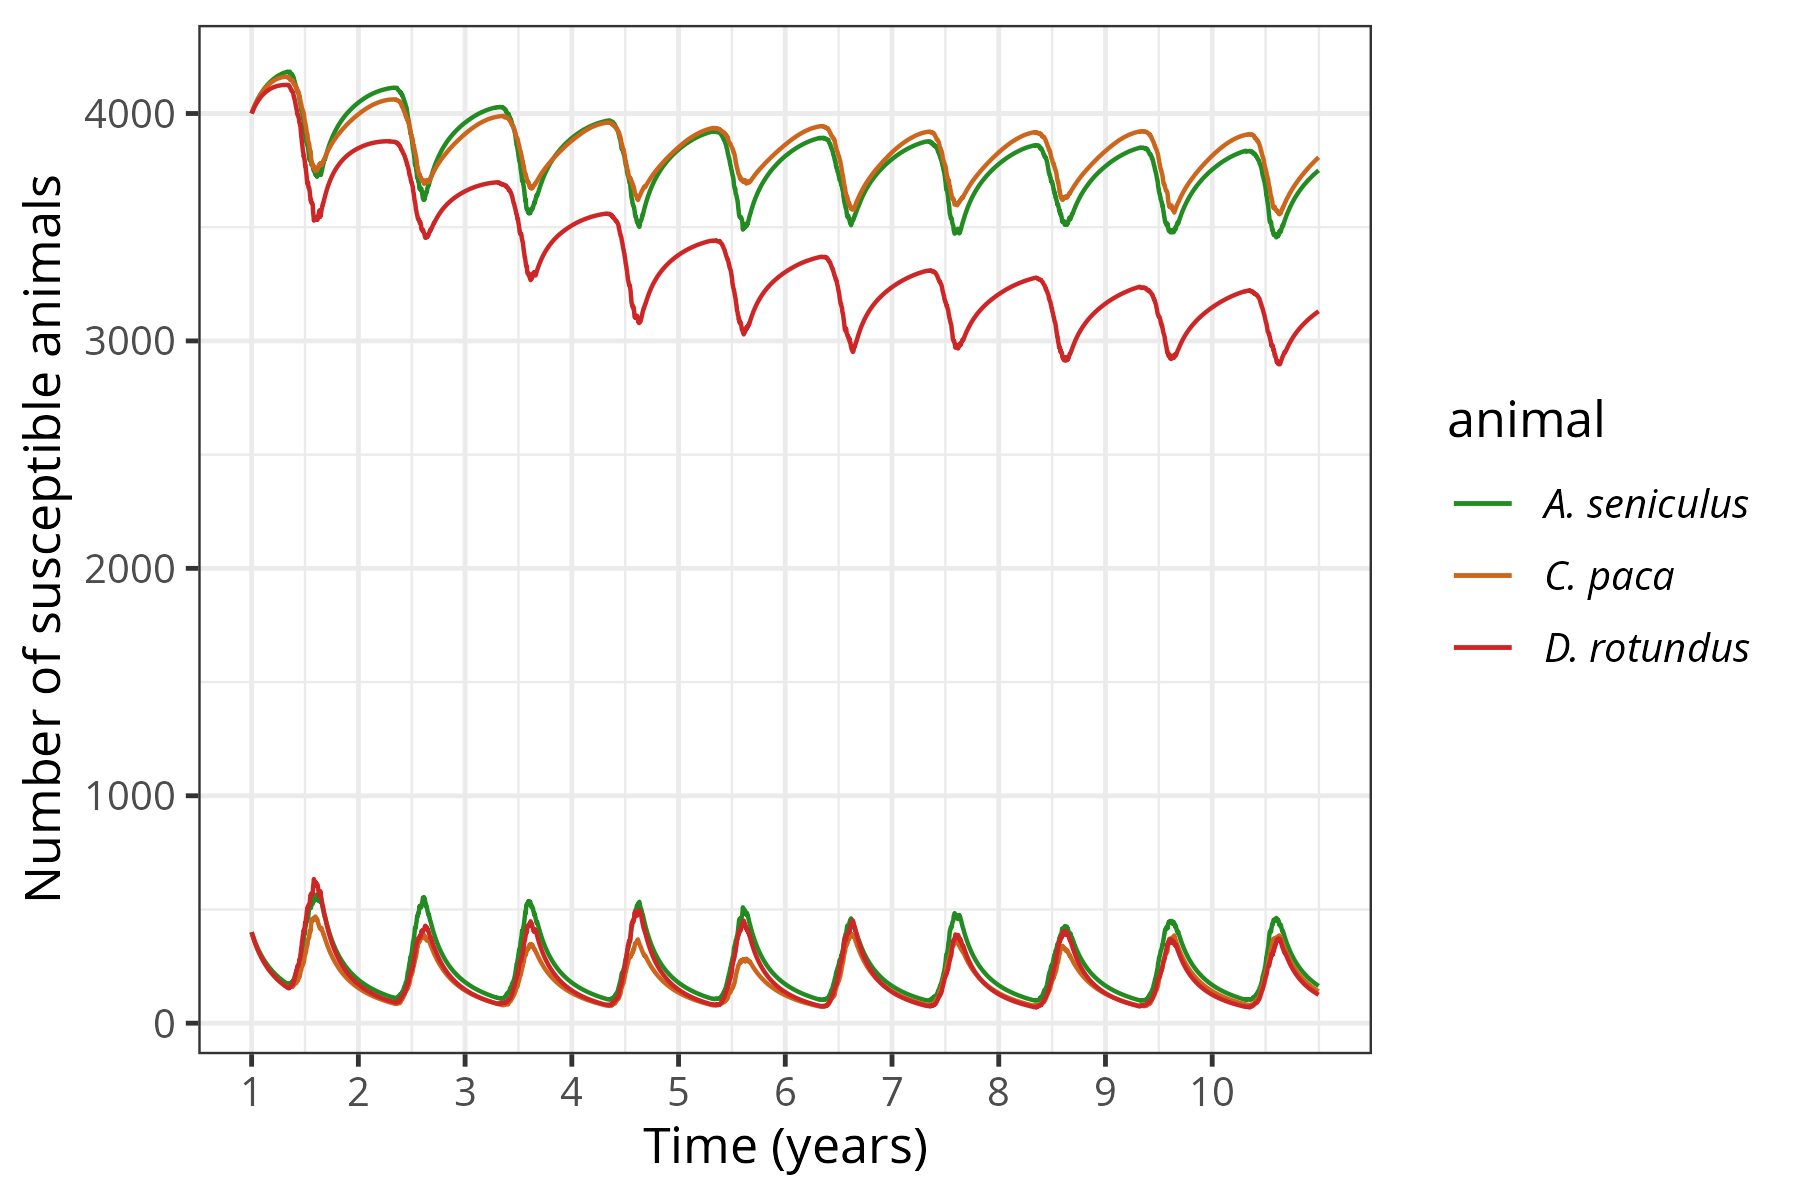 Number of susceptible animals
4000
3000
2000
1000
0
1 2 3 4 5 6 7 8 9 10
Time (years)
animal
A. seniculus
C. paca
D. rotundus